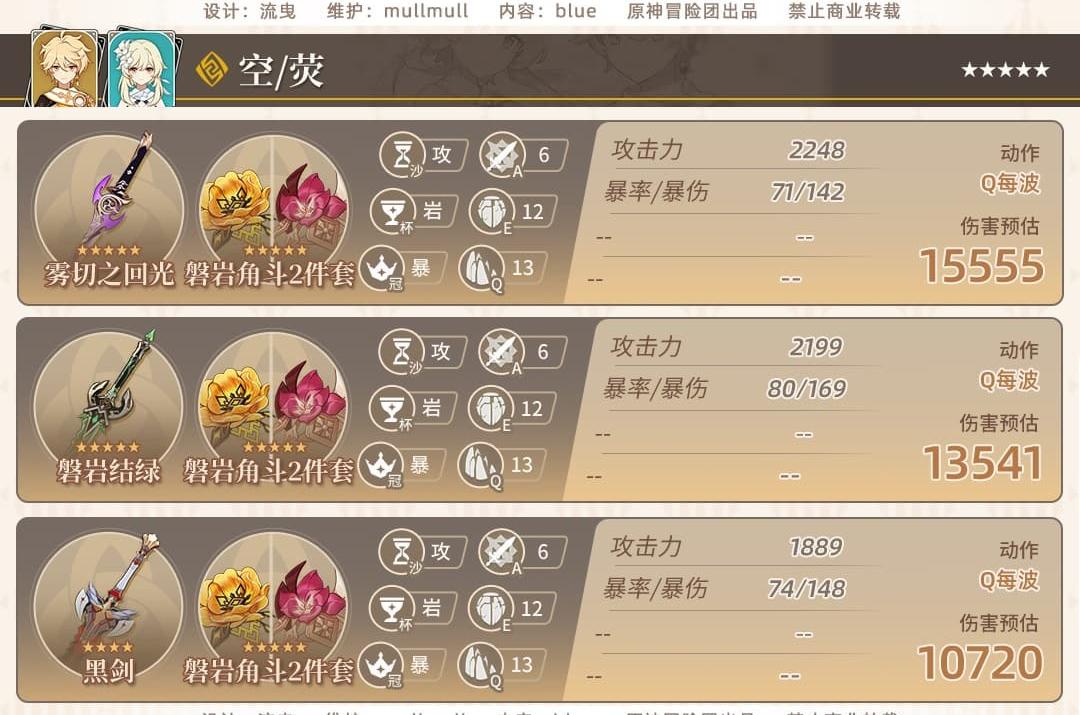 设计：流曳 维护：mullmull 内容：blue 原神冒险团出品 禁止商业转载
空/荧
★★★★★
攻 6
沙 A
岩 12
杯 E
暴 13
冠 Q
雾切之回光 磐岩角斗2件套
攻击力 2248
暴率/暴伤 71/142
-- --
-- --
动作
Q每波
伤害预估
15555
攻 6
沙 A
岩 12
杯 E
暴 13
冠 Q
磐岩结绿 磐岩角斗2件套
攻击力 2199
暴率/暴伤 80/169
-- --
-- --
动作
Q每波
伤害预估
13541
攻 6
沙 A
岩 12
杯 E
暴 13
冠 Q
黑剑 磐岩角斗2件套
攻击力 1889
暴率/暴伤 74/148
-- --
-- --
动作
Q每波
伤害预估
10720